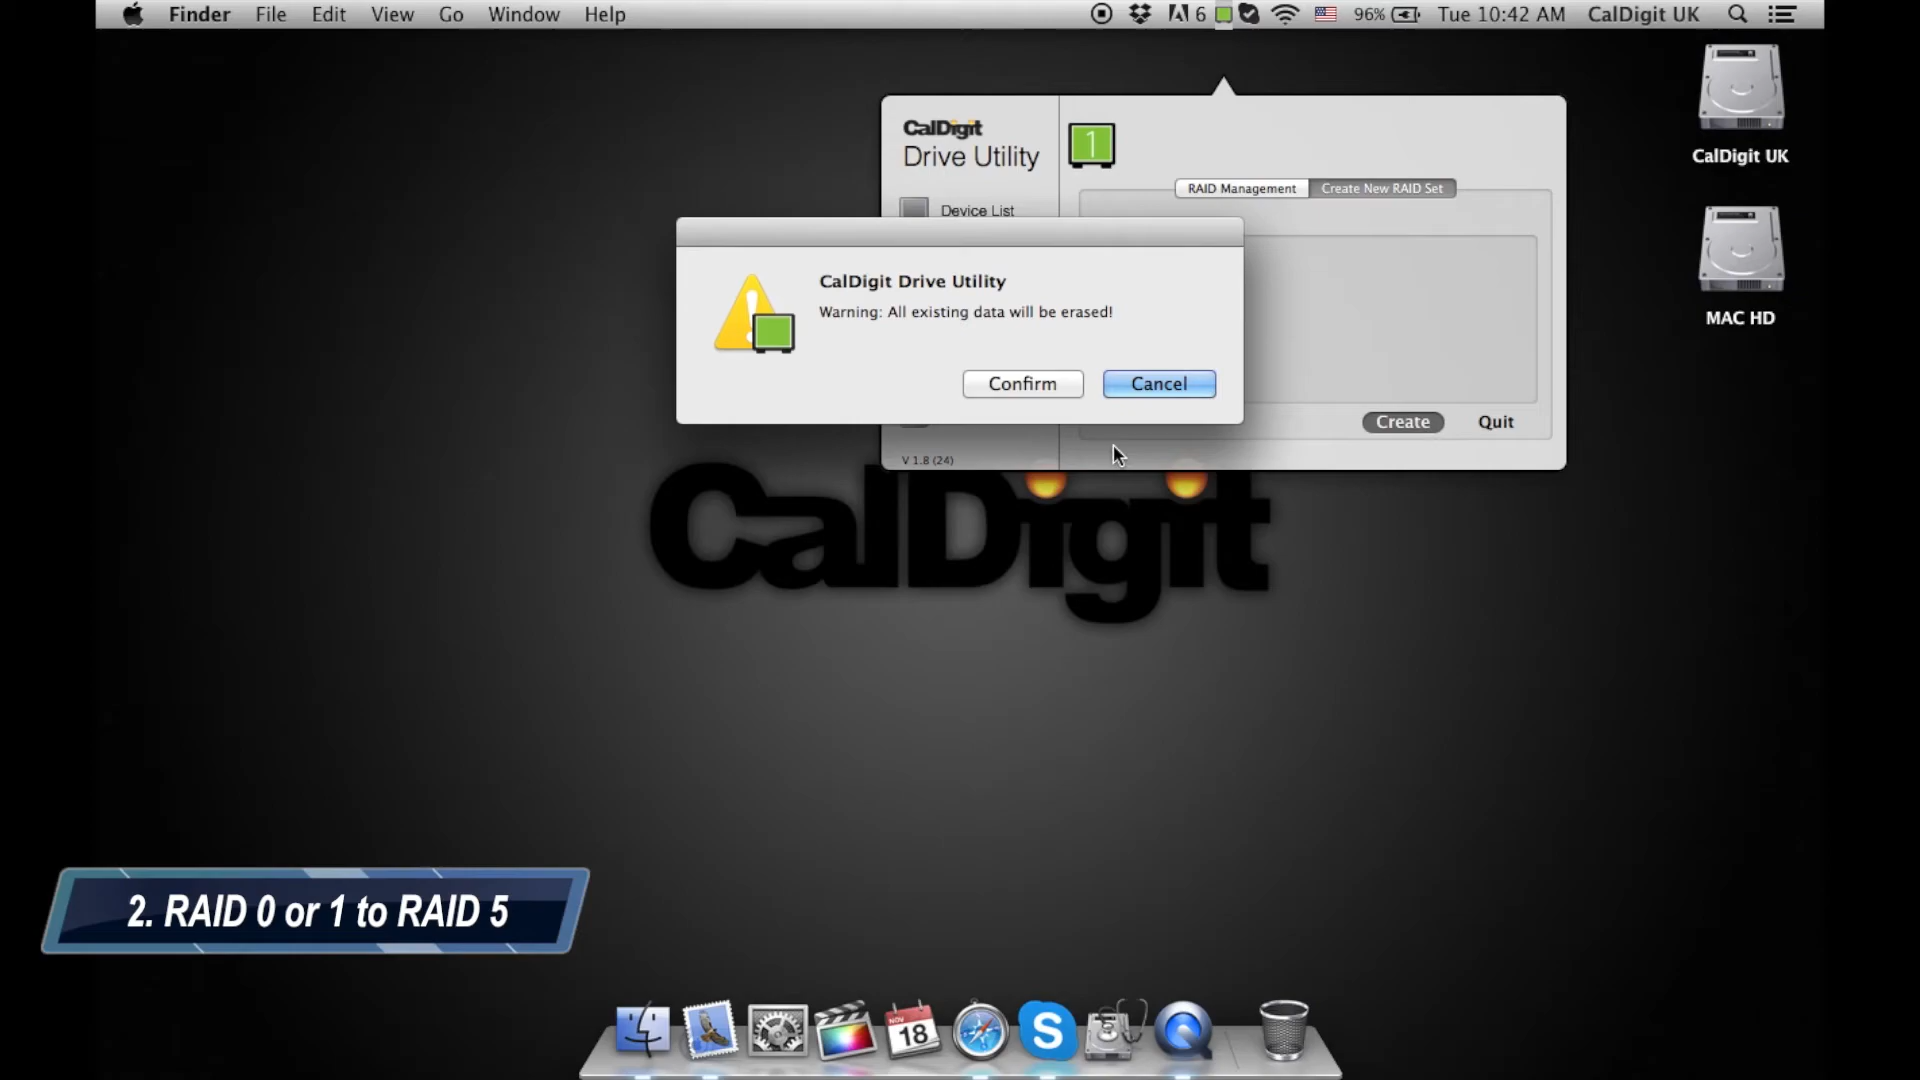 Finder File Edit View Go Window Help
6 96% Tue 10:42 AM CalDigit UK
CalDigit UK
MAC HD
CalDigit
Drive Utility
1
RAID Management Create New RAID Set
Device List
CalDigit Drive Utility
Warning: All existing data will be erased!
Confirm Cancel
Create Quit
V 1.8 (24)
CalDigit
2. RAID 0 or 1 to RAID 5
NOV
18
S